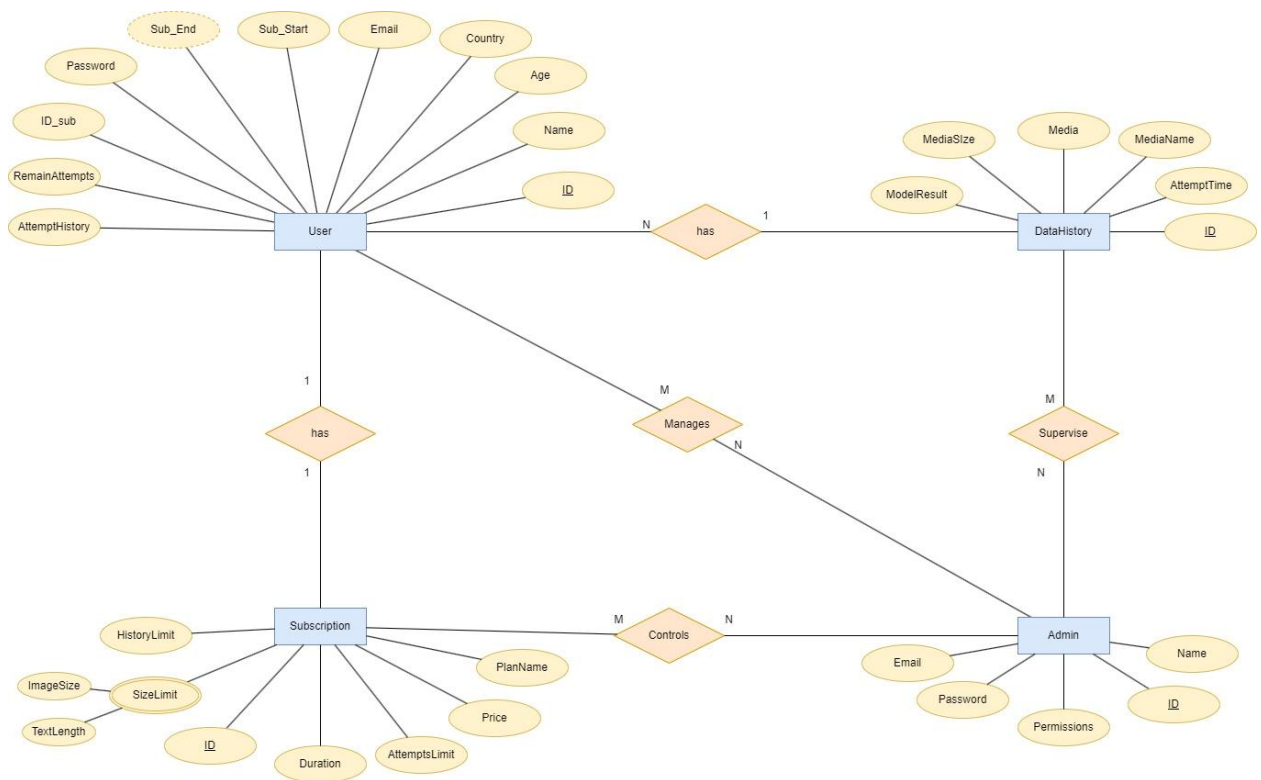 Sub_End
Sub_Start
Email
Country
Password
Age
ID_sub
Name
RemainAttempts
ID
AttemptHistory
User
MediaSIze
Media
MediaName
ModelResult
AttemptTime
DataHistory
ID
N
has
1
1
has
1
M
Manages
N
M
Supervise
N
Subscription
M
Controls
N
Admin
HistoryLimit
ImageSize
SizeLimit
TextLength
ID
Duration
AttemptsLimit
Price
PlanName
Email
Password
Permissions
ID
Name